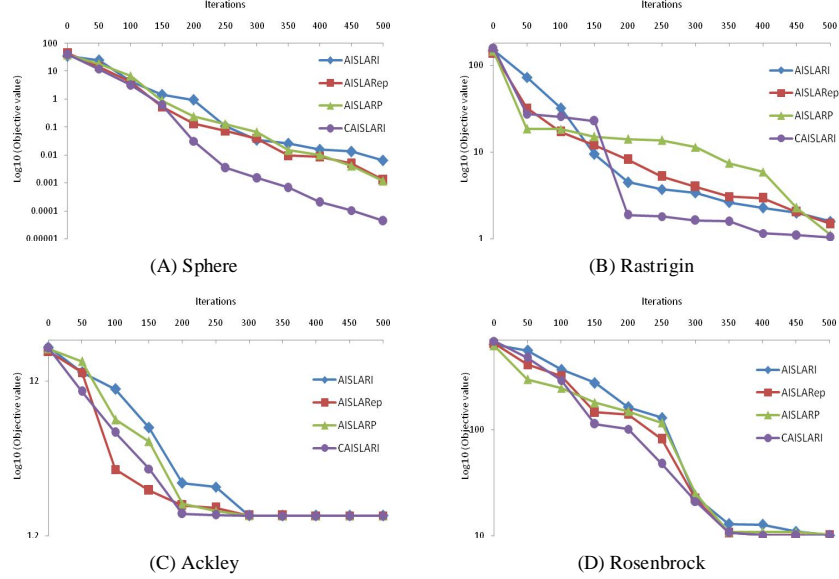 Iterations
0 50 100 150 200 250 300 350 400 450 500
Log10 (Objective value)
100
10
1
0.1
0.01
0.001
0.0001
0.00001
AISLARI
AISLARep
AISLARP
CAISLARI
(A) Sphere
Iterations
0 50 100 150 200 250 300 350 400 450 500
Log10 (Objective value)
100
10
1
AISLARI
AISLARep
AISLARP
CAISLARI
(B) Rastrigin
Iterations
0 50 100 150 200 250 300 350 400 450 500
Log10 (Objective value)
12
1.2
AISLARI
AISLARep
AISLARP
CAISLARI
(C) Ackley
Iterations
0 50 100 150 200 250 300 350 400 450 500
Log10 (Objective value)
100
10
AISLARI
AISLARep
AISLARP
CAISLARI
(D) Rosenbrock